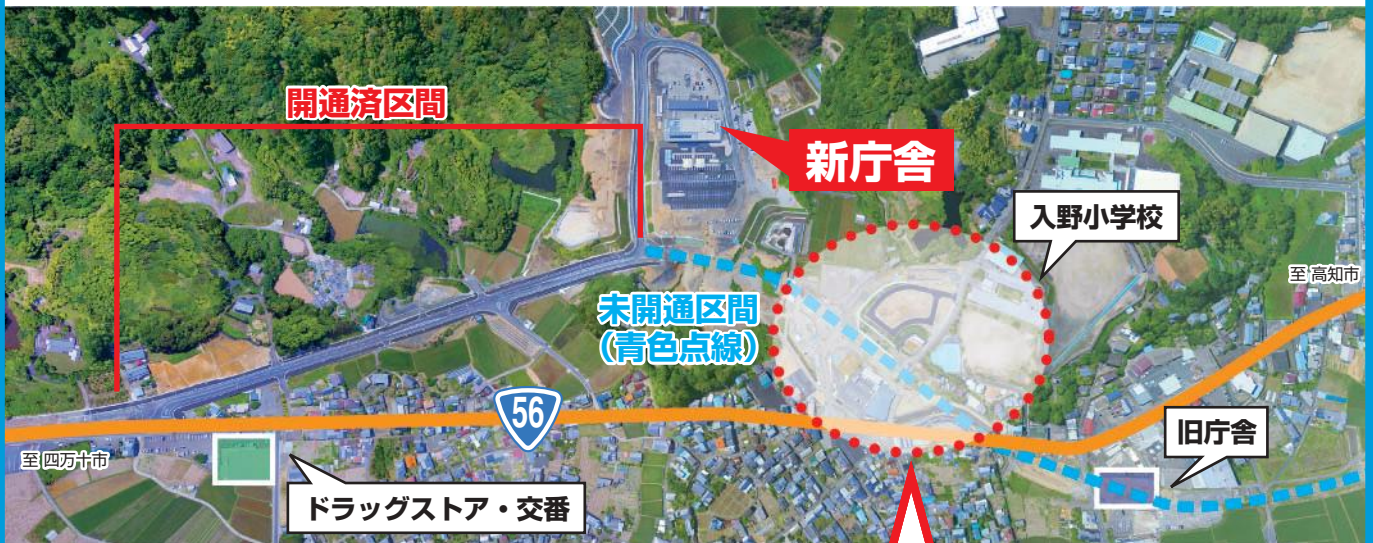 開通済区間
新庁舎
入野小学校
至 高知市
未開通区間
(青色点線)
56
旧庁舎
至 四万十市
ドラッグストア・交番